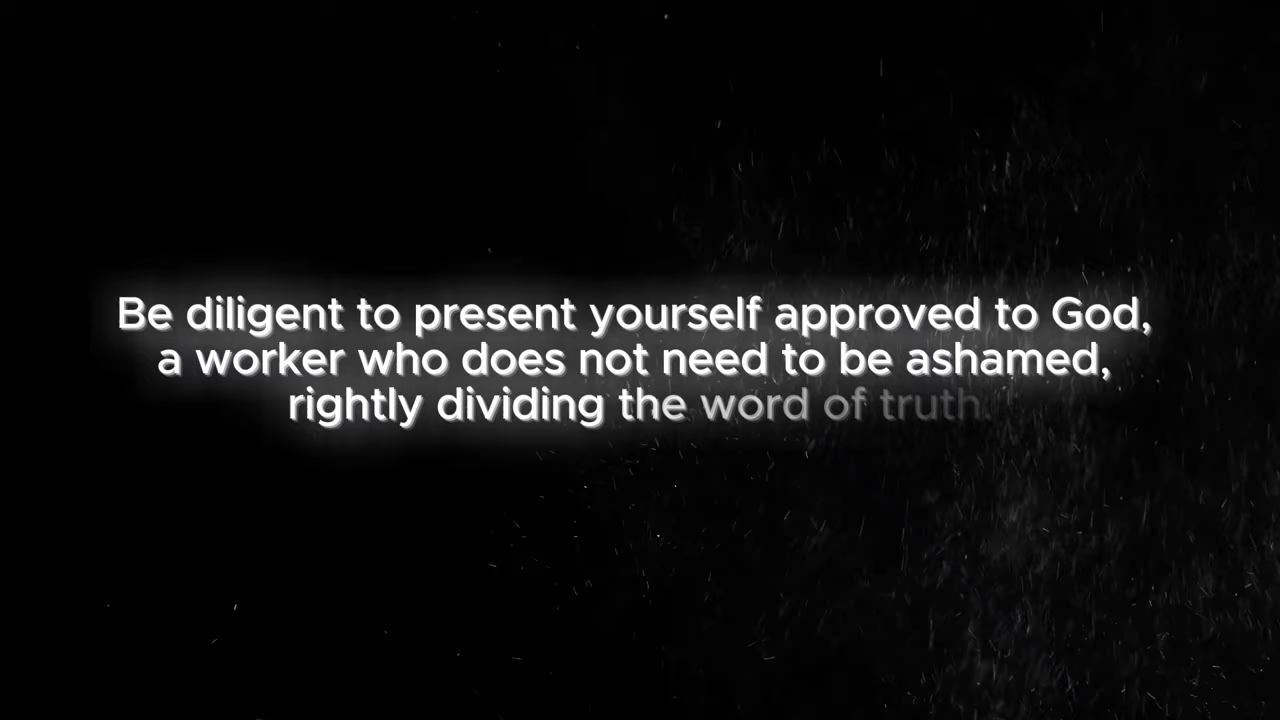 Be diligent to present yourself approved to God,
a worker who does not need to be ashamed,
rightly dividing the word of truth.